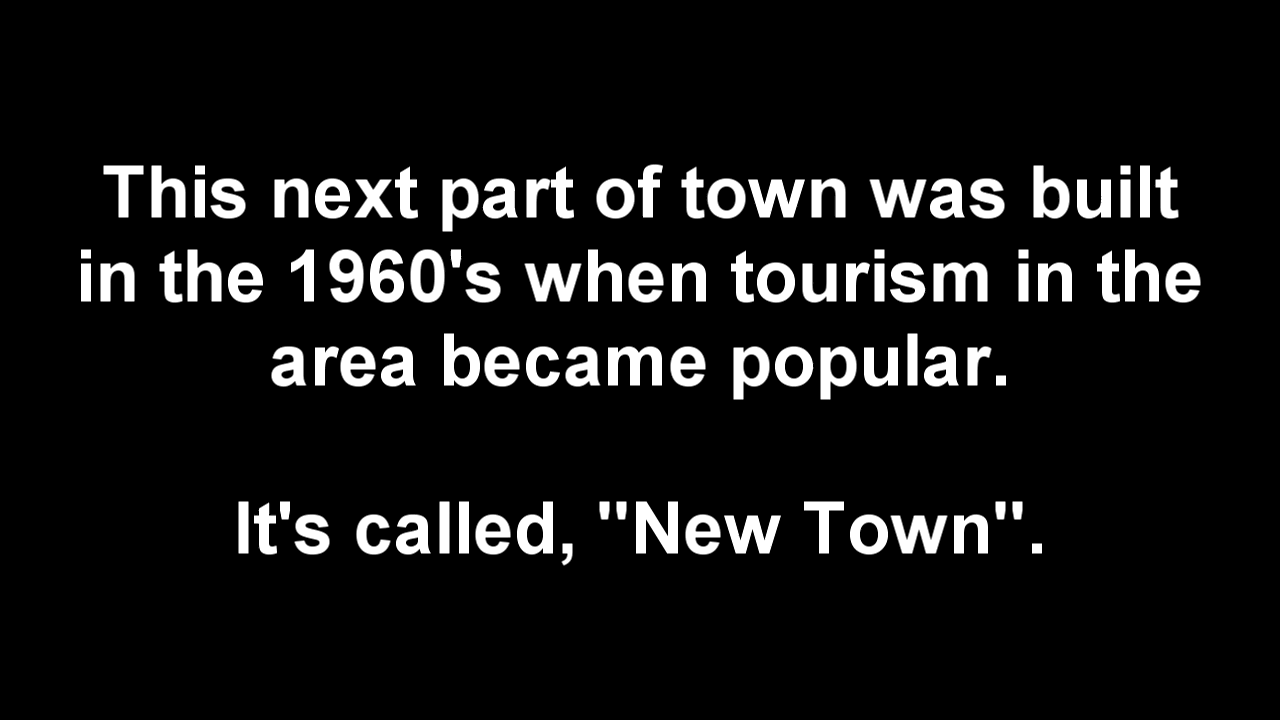 This next part of town was built
in the 1960's when tourism in the
area became popular.
It's called, "New Town".